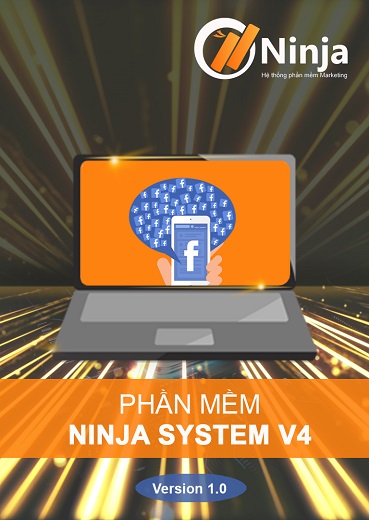 Ninja
Hệ thống phần mềm Marketing
PHẦN MỀM
NINJA SYSTEM V4
Version 1.0